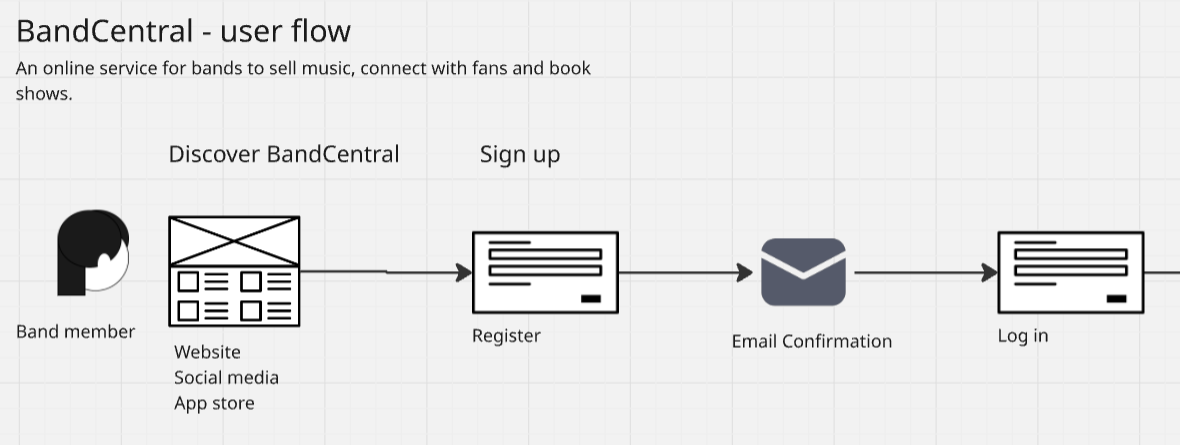 BandCentral - user flow
An online service for bands to sell music, connect with fans and book
shows.
Discover BandCentral
Sign up
Band member
Website
Social media
App store
Register
Email Confirmation
Log in